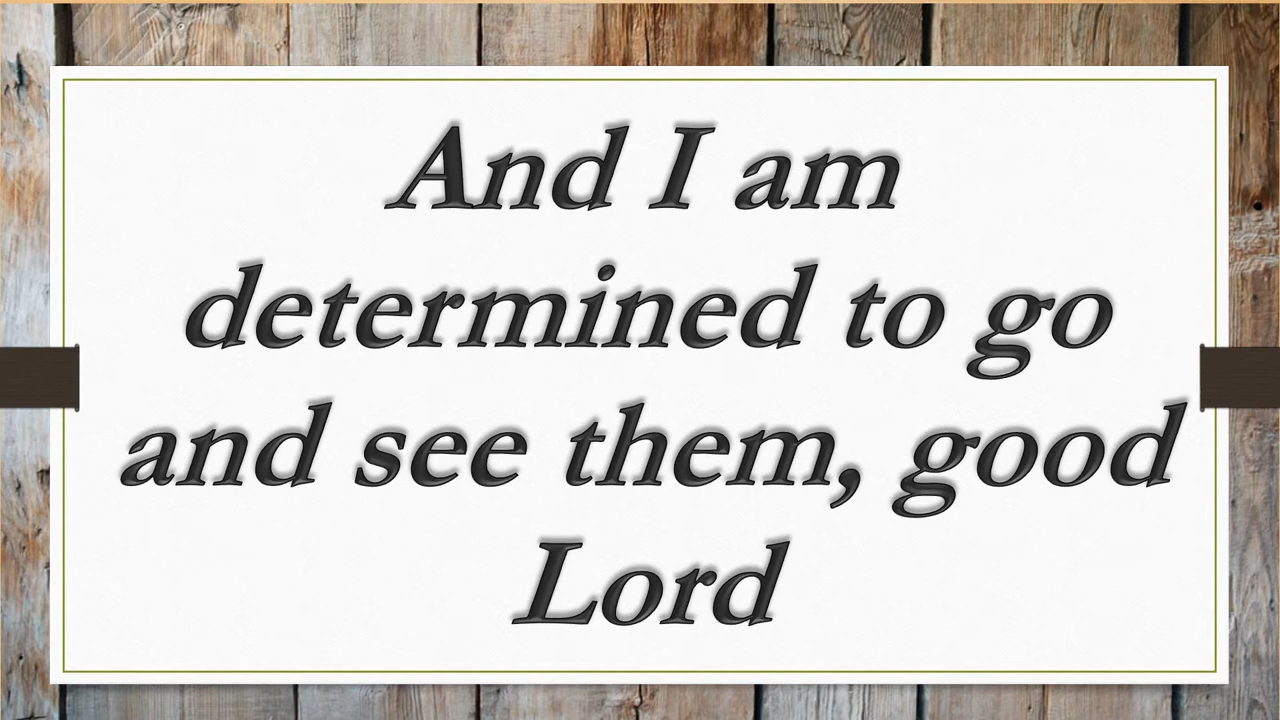 And I am
determined to go
and see them, good
Lord